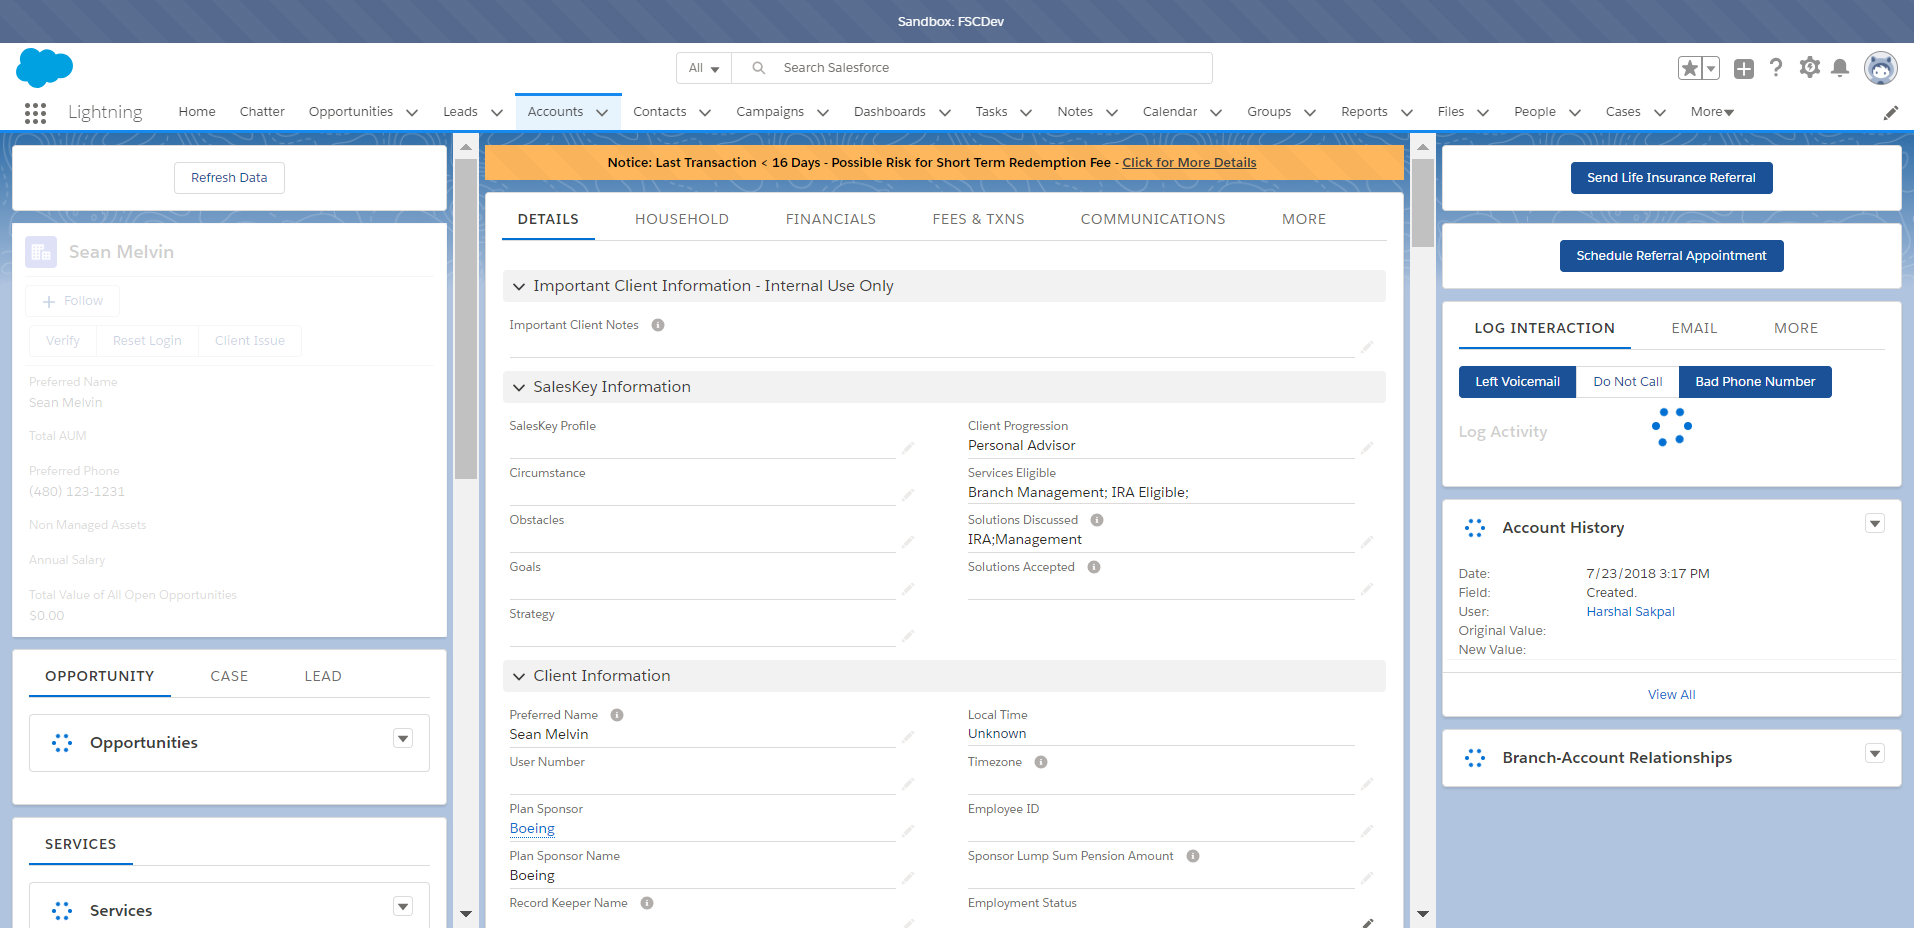 Sandbox: FSCDev
All
Search Salesforce
Lightning
Home
Chatter
Opportunities
Leads
Accounts
Contacts
Campaigns
Dashboards
Tasks
Notes
Calendar
Groups
Reports
Files
People
Cases
More
Refresh Data
Sean Melvin
Follow
Verify
Reset Login
Client Issue
Preferred Name
Sean Melvin
Total AUM
Preferred Phone
(480) 123-1231
Non Managed Assets
Annual Salary
Total Value of All Open Opportunities
$0.00
OPPORTUNITY
CASE
LEAD
Opportunities
SERVICES
Services
Notice: Last Transaction < 16 Days - Possible Risk for Short Term Redemption Fee - Click for More Details
DETAILS
HOUSEHOLD
FINANCIALS
FEES & TXNS
COMMUNICATIONS
MORE
Important Client Information - Internal Use Only
Important Client Notes
SalesKey Information
SalesKey Profile
Client Progression
Personal Advisor
Circumstance
Services Eligible
Branch Management; IRA Eligible;
Obstacles
Solutions Discussed
IRA;Management
Goals
Solutions Accepted
Strategy
Client Information
Preferred Name
Sean Melvin
Local Time
Unknown
User Number
Timezone
Plan Sponsor
Boeing
Employee ID
Plan Sponsor Name
Boeing
Sponsor Lump Sum Pension Amount
Record Keeper Name
Employment Status
Send Life Insurance Referral
Schedule Referral Appointment
LOG INTERACTION
EMAIL
MORE
Left Voicemail
Do Not Call
Bad Phone Number
Log Activity
Account History
Date: 7/23/2018 3:17 PM
Field: Created.
User: Harshal Sakpal
Original Value:
New Value:
View All
Branch-Account Relationships